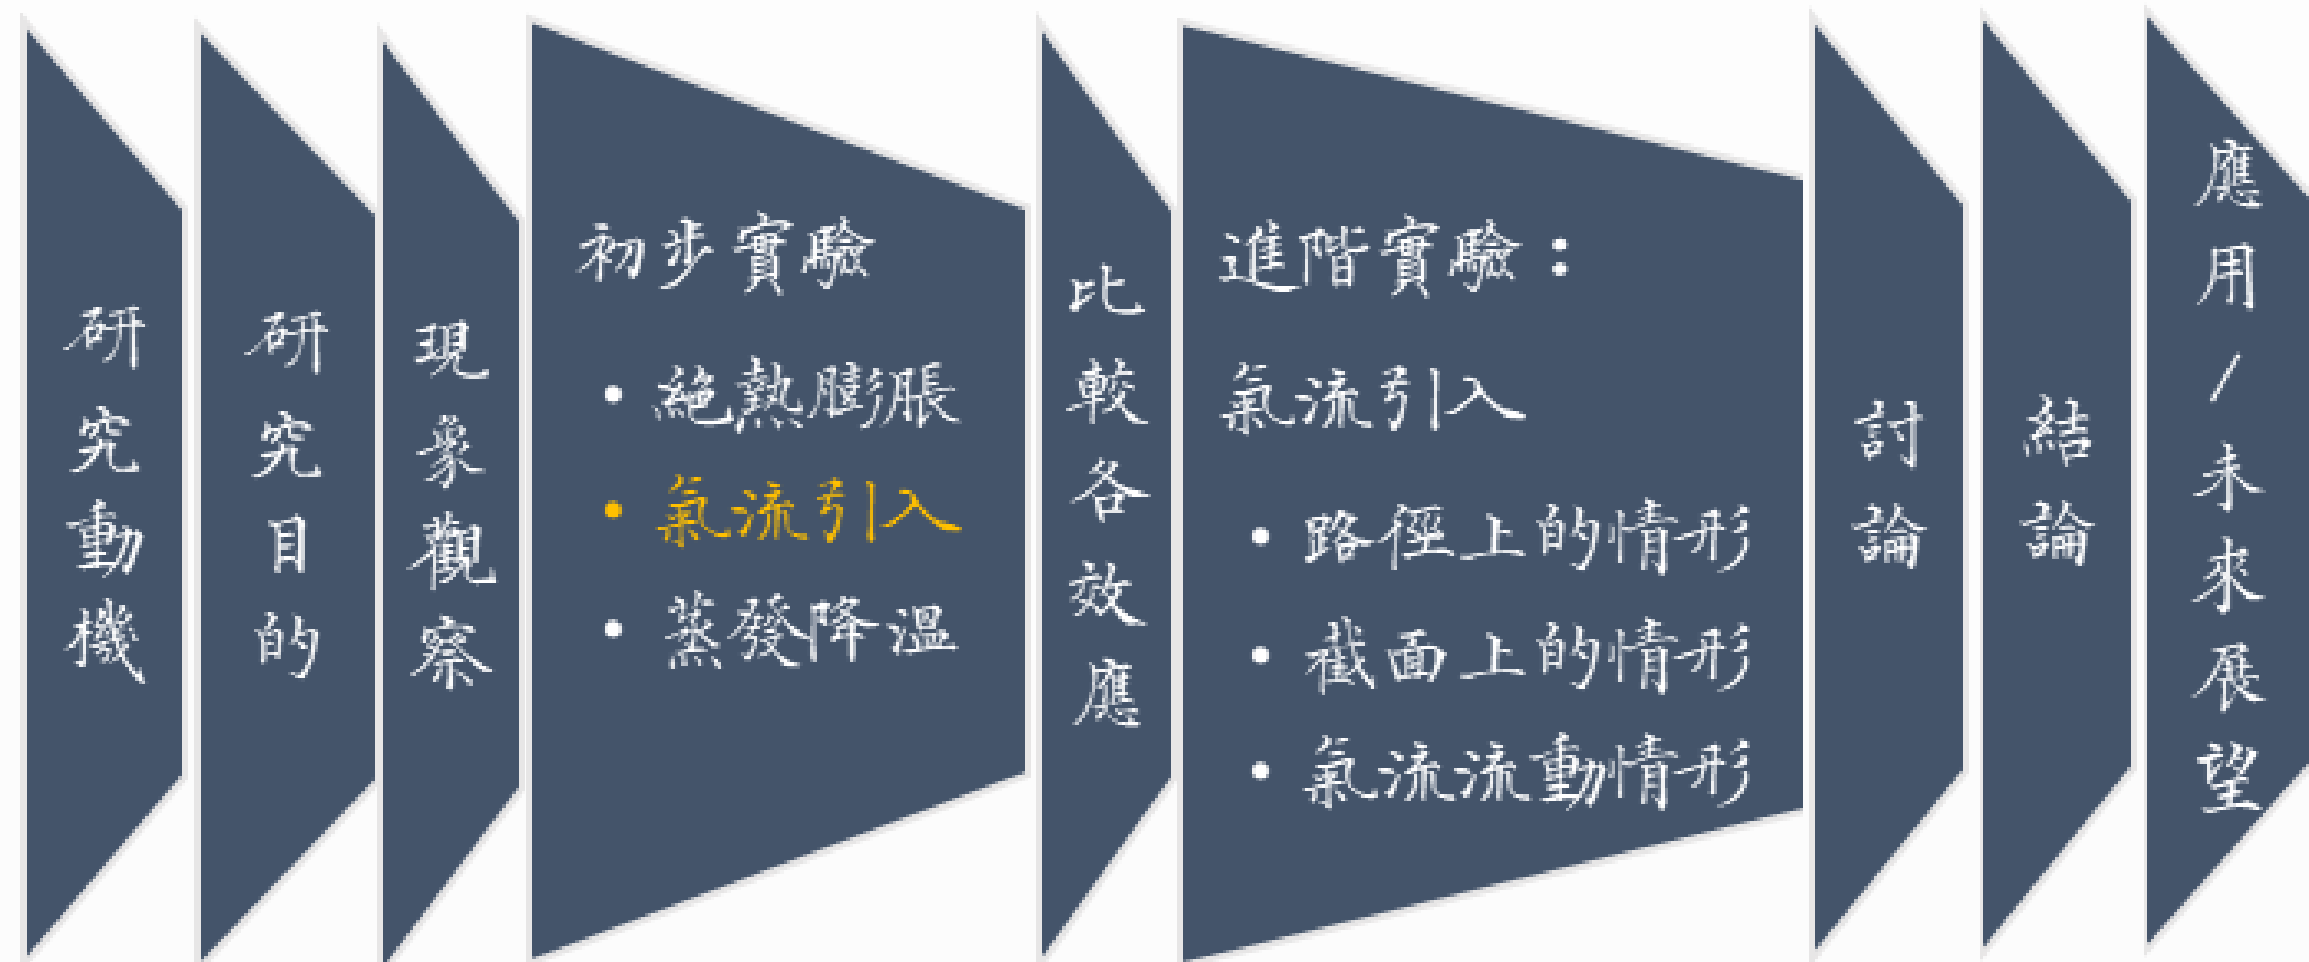 研究動機
研究目的
現象觀察
初步實驗
• 絕熱膨脹
• 氣流引入
• 蒸發降溫
比較各效應
進階實驗：
氣流引入
• 路徑上的情形
• 截面上的情形
• 氣流流動情形
討論
結論
應用/未來展望